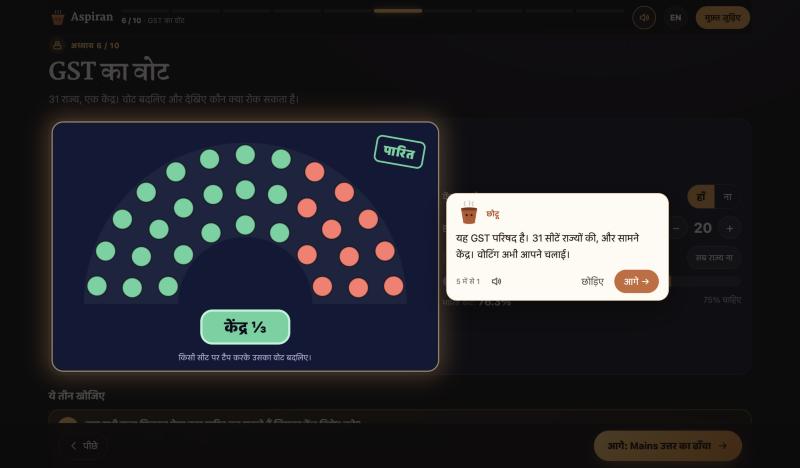 Aspiran
6 / 10 · GST का वोट
EN
मुफ़्त जुड़िए
अध्याय 6 / 10
GST का वोट
31 राज्य, एक केंद्र। वोट बदलिए और देखिए कौन क्या रोक सकता है।
पारित
केंद्र ⅓
किसी सीट पर टैप करके उसका वोट बदलिए।
हाँ
ना
− 20 +
सब राज्य ना
75% चाहिए
76.3%
छोटू
यह GST परिषद है। 31 सीटें राज्यों की, और सामने
केंद्र। वोटिंग अभी आपने चलाई।
5 में से 1
छोड़िए
आगे →
ये तीन खोजिए
पीछे
आगे: Mains उत्तर का ढाँचा →